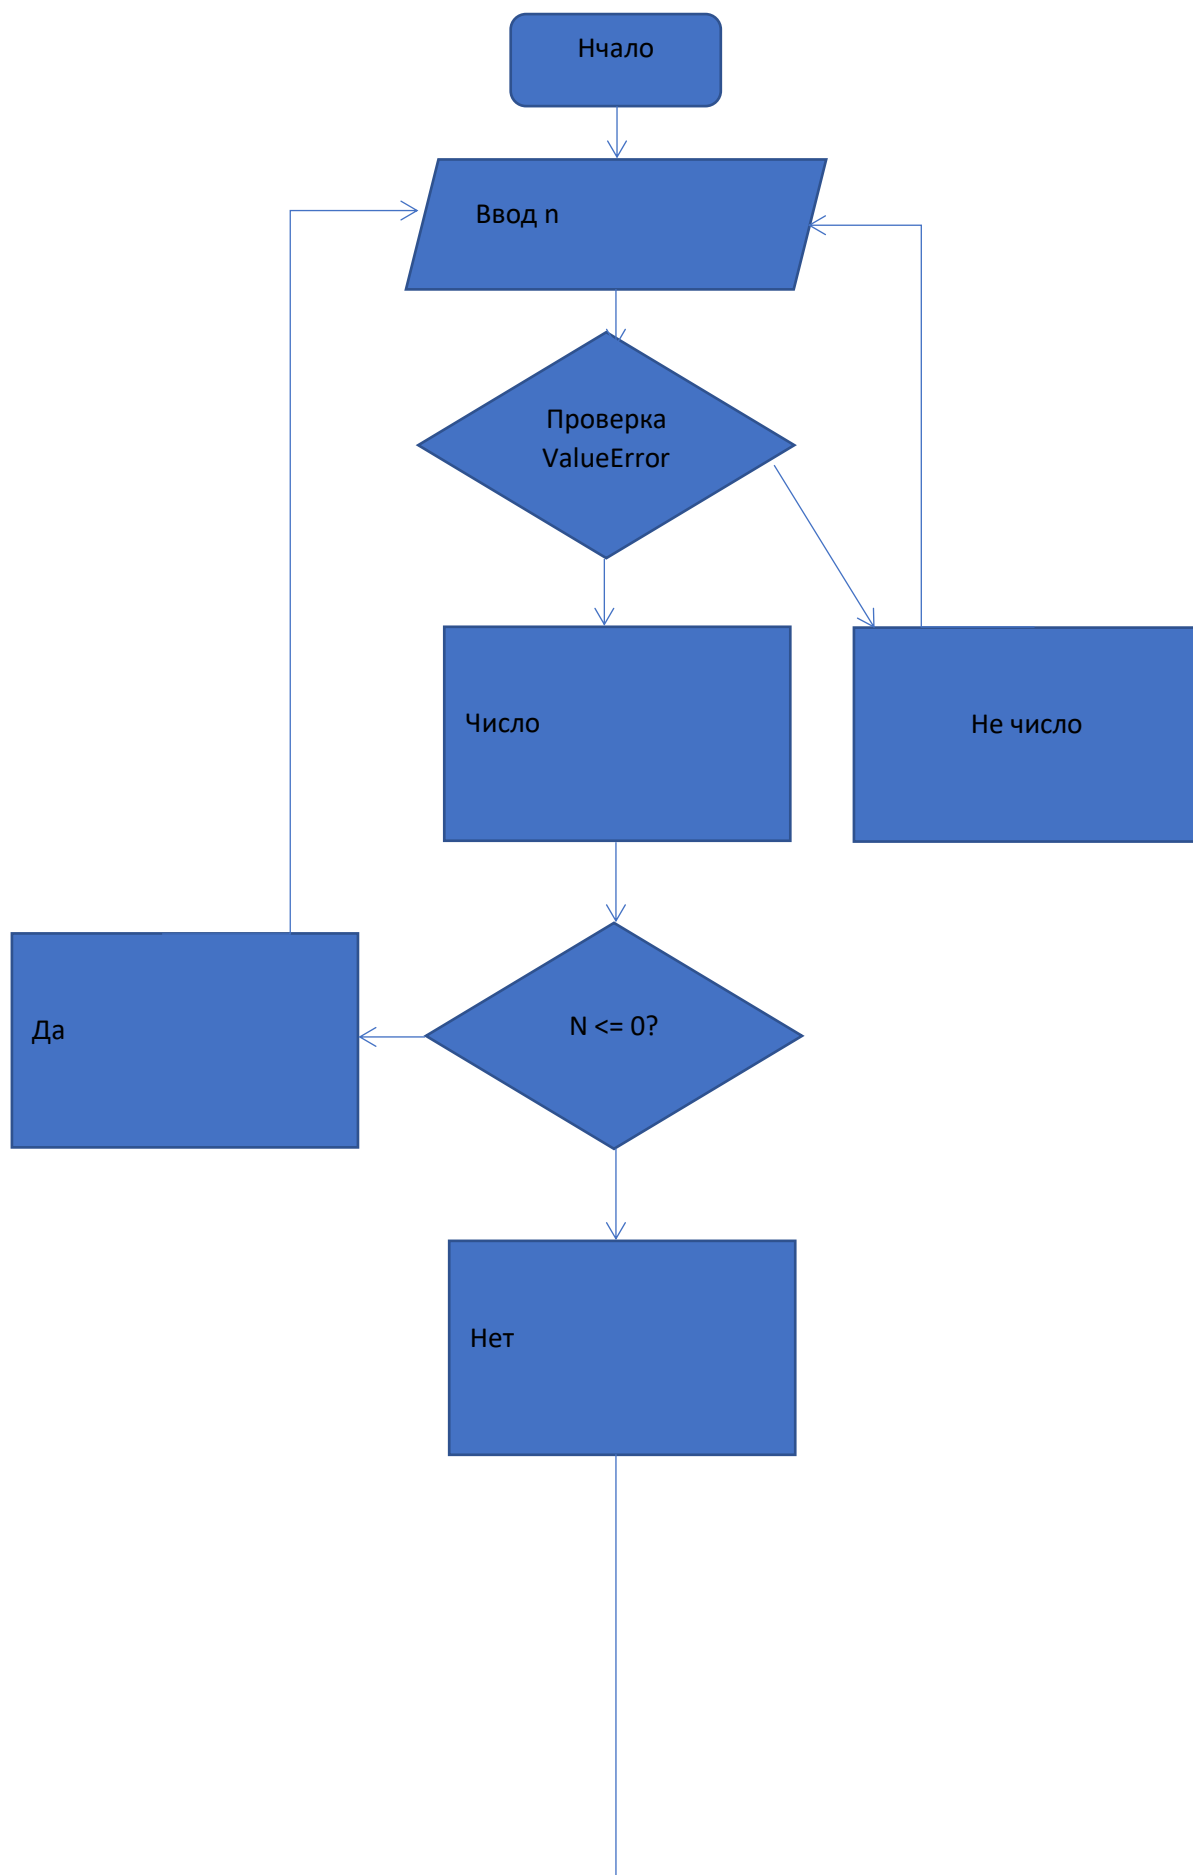 Нчало
Ввод n
Проверка
ValueError
Число
Не число
Да
N <= 0?
Нет